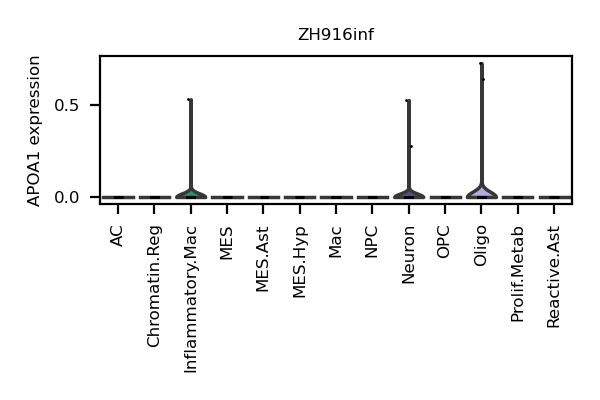 ZH916inf
APOA1 expression
0.5
0.0
AC
Chromatin.Reg
Inflammatory.Mac
MES
MES.Ast
MES.Hyp
Mac
NPC
Neuron
OPC
Oligo
Prolif.Metab
Reactive.Ast